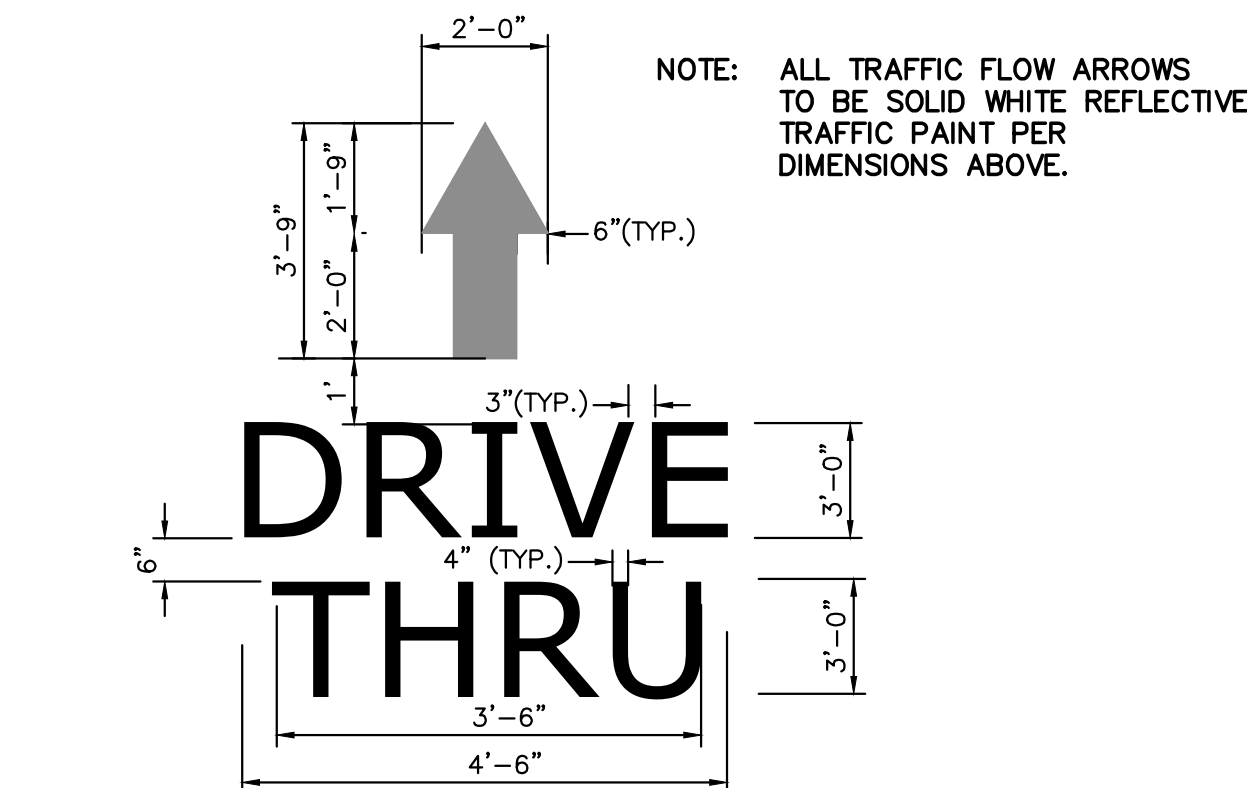 2'-0"
NOTE: ALL TRAFFIC FLOW ARROWS
TO BE SOLID WHITE REFLECTIVE
TRAFFIC PAINT PER
DIMENSIONS ABOVE.
1'-9"
3'-9"
6"(TYP.)
2'-0"
1'
3"(TYP.)
DRIVE
3'-0"
6"
4" (TYP.)
THRU
3'-0"
3'-6"
4'-6"